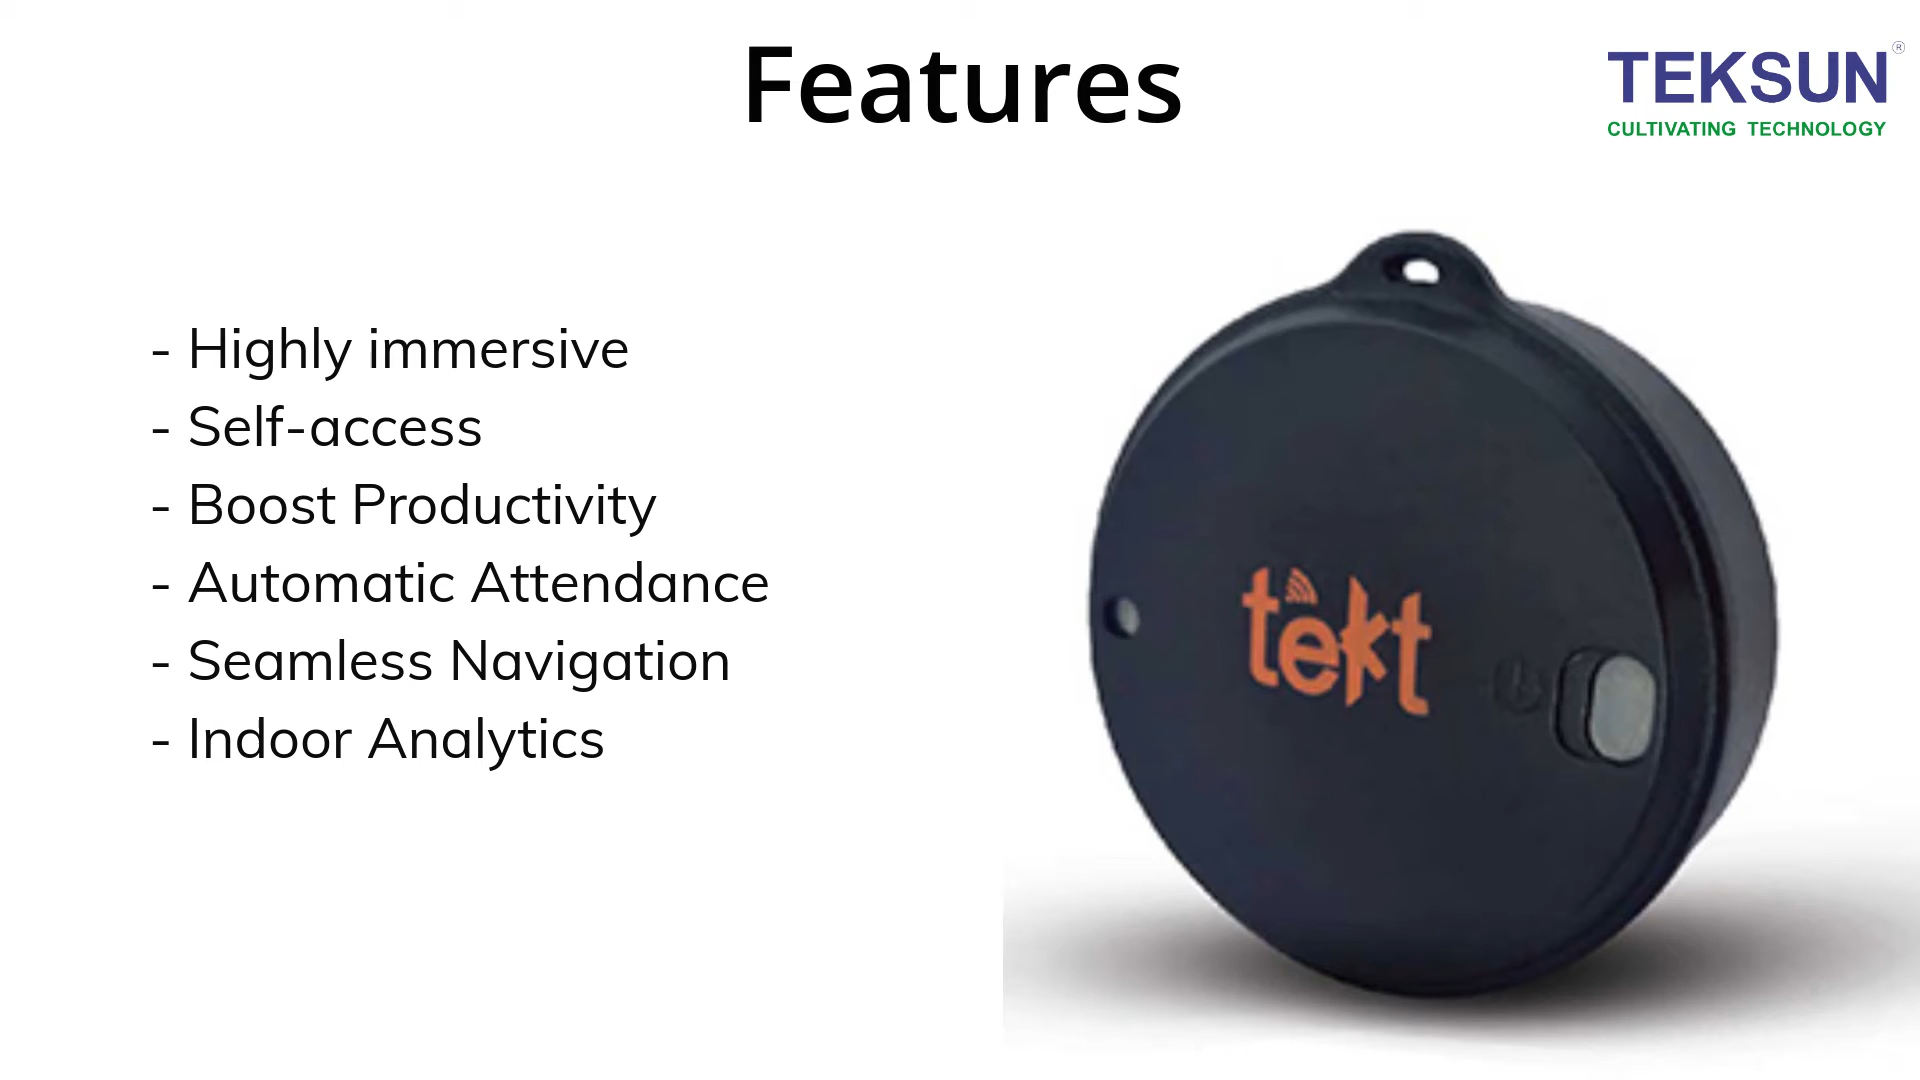 Features
TEKSUN®
CULTIVATING TECHNOLOGY
- Highly immersive
- Self-access
- Boost Productivity
- Automatic Attendance
- Seamless Navigation
- Indoor Analytics
tekt